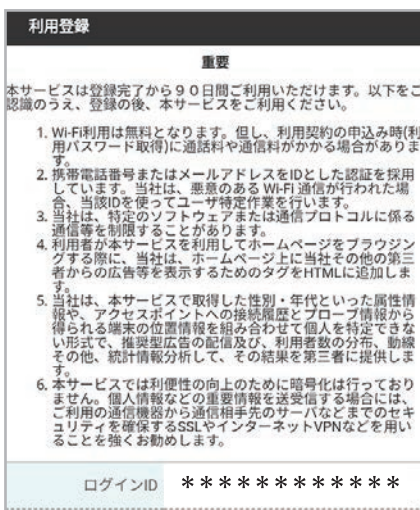 利用登録
重要
本サービスは登録完了から90日間ご利用いただけます。以下をご
認識のうえ、登録の後、本サービスをご利用ください。
1. Wi-Fi利用は無料となります。但し、利用契約の申込み時(利
用パスワード取得)に通話料や通信料がかかる場合がありま
す。
2. 携帯電話番号またはメールアドレスをIDとした認証を採用
しています。当社は、悪意のある Wi-Fi 通信が行われた場
合、当該IDを使ってユーザ特定作業を行います。
3. 当社は、特定のソフトウェアまたは通信プロトコルに係る
通信等を制限することがあります。
4. 利用者が本サービスを利用してホームページをブラウジン
グする際に、当社は、ホームページ上に当社その他の第三
者からの広告等を表示するためのタグをHTMLに追加しま
す。
5. 当社は、本サービスで取得した性別・年代といった属性情
報や、アクセスポイントへの接続履歴とプローブ情報から
得られる端末の位置情報を組み合わせて個人を特定できな
い形式で、推奨型広告の配信及び、利用者数の分布、動線
その他、統計情報分析して、その結果を第三者に提供しま
す。
6. 本サービスでは利便性の向上のために暗号化は行っており
ません。個人情報などの重要情報を送受信する場合には、
ご利用の通信機器から通信相手先のサーバなどまでのセキ
ュリティを確保するSSLやインターネットVPNなどを用い
ることを強くお勧めします。
ログインID ************